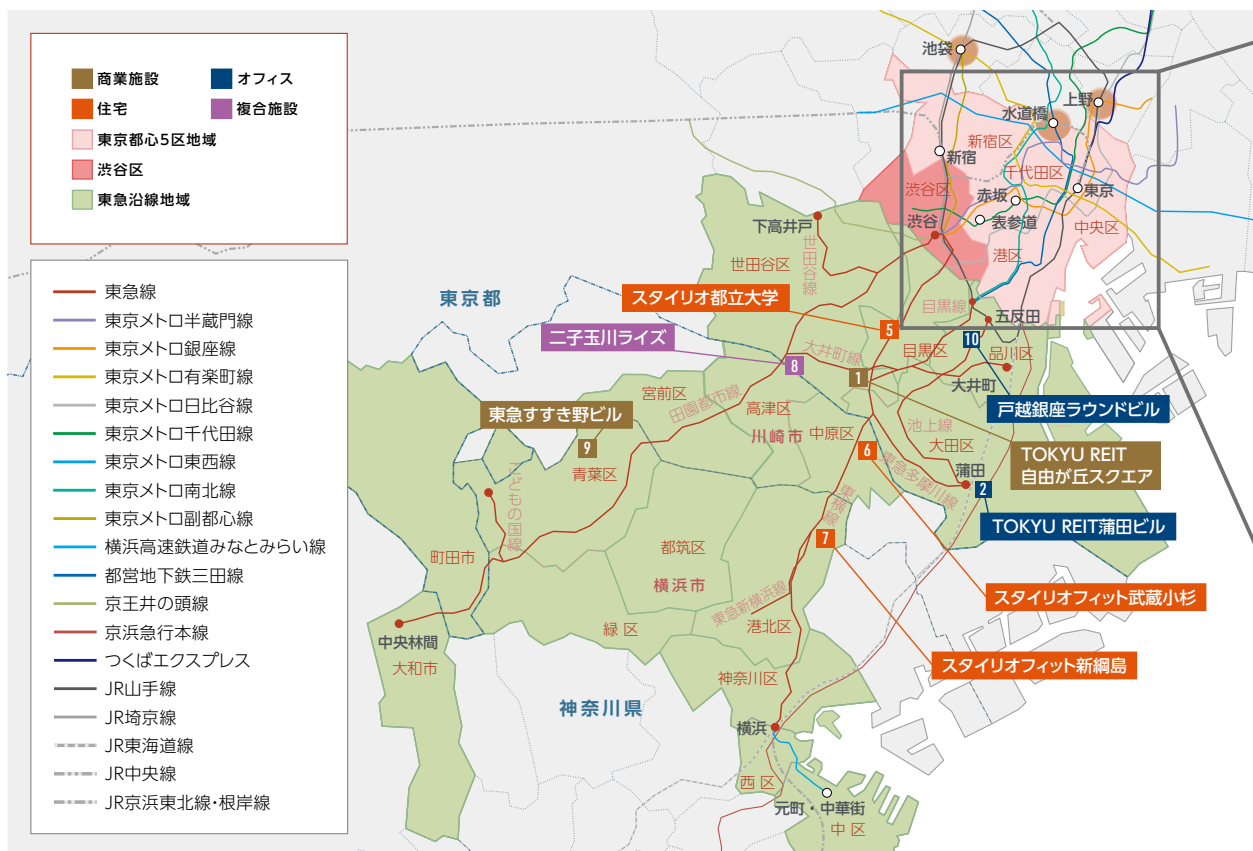 商業施設
オフィス
住宅
複合施設
東京都心5区地域
渋谷区
東急沿線地域
東急線
東京メトロ半蔵門線
東京メトロ銀座線
東京メトロ有楽町線
東京メトロ日比谷線
東京メトロ千代田線
東京メトロ東西線
東京メトロ南北線
東京メトロ副都心線
横浜高速鉄道みなとみらい線
都営地下鉄三田線
京王井の頭線
京浜急行本線
つくばエクスプレス
JR山手線
JR埼京線
JR東海道線
JR中央線
JR京浜東北線・根岸線
池袋
上野
水道橋
新宿区
新宿
千代田区
渋谷区
赤坂
東京
表参道
中央区
渋谷
港区
下高井戸
世田谷線
世田谷区
東京都
スタイリオ都立大学
目黒線
五反田
5
二子玉川ライズ
大井町線
目黒区
10
品川区
8
1
大井町
宮前区
田園都市線
高津区
戸越銀座ラウンドビル
東急すすき野ビル
川崎市
中原区
池上線
大田区
9
6
TOKYU REIT
自由が丘スクエア
青葉区
東急多摩川線
蒲田
2
こどもの国線
東横線
TOKYU REIT蒲田ビル
7
都筑区
町田市
横浜市
東急新横浜線
スタイリオフィット武蔵小杉
中央林間
緑区
港北区
大和市
スタイリオフィット新綱島
神奈川区
神奈川県
横浜
西区
元町・中華街
中区